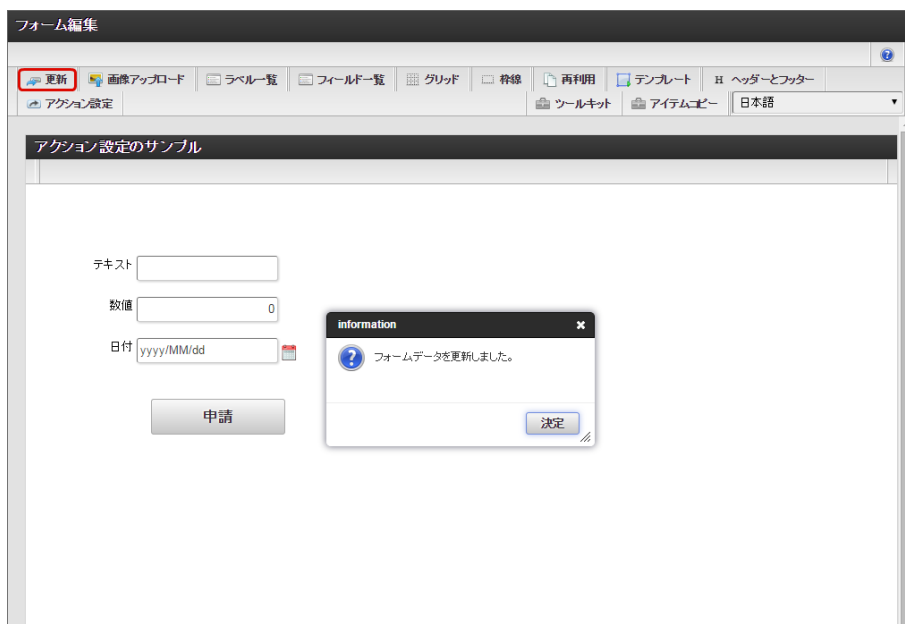 フォーム編集
更新 画像アップロード ラベル一覧 フィールド一覧 グリッド 枠線 再利用 テンプレート H ヘッダーとフッター
アクション設定 ツールキット アイテムコピー 日本語
アクション設定のサンプル
テキスト
数値 0
日付 yyyy/MM/dd
申請
information
フォームデータを更新しました。
決定